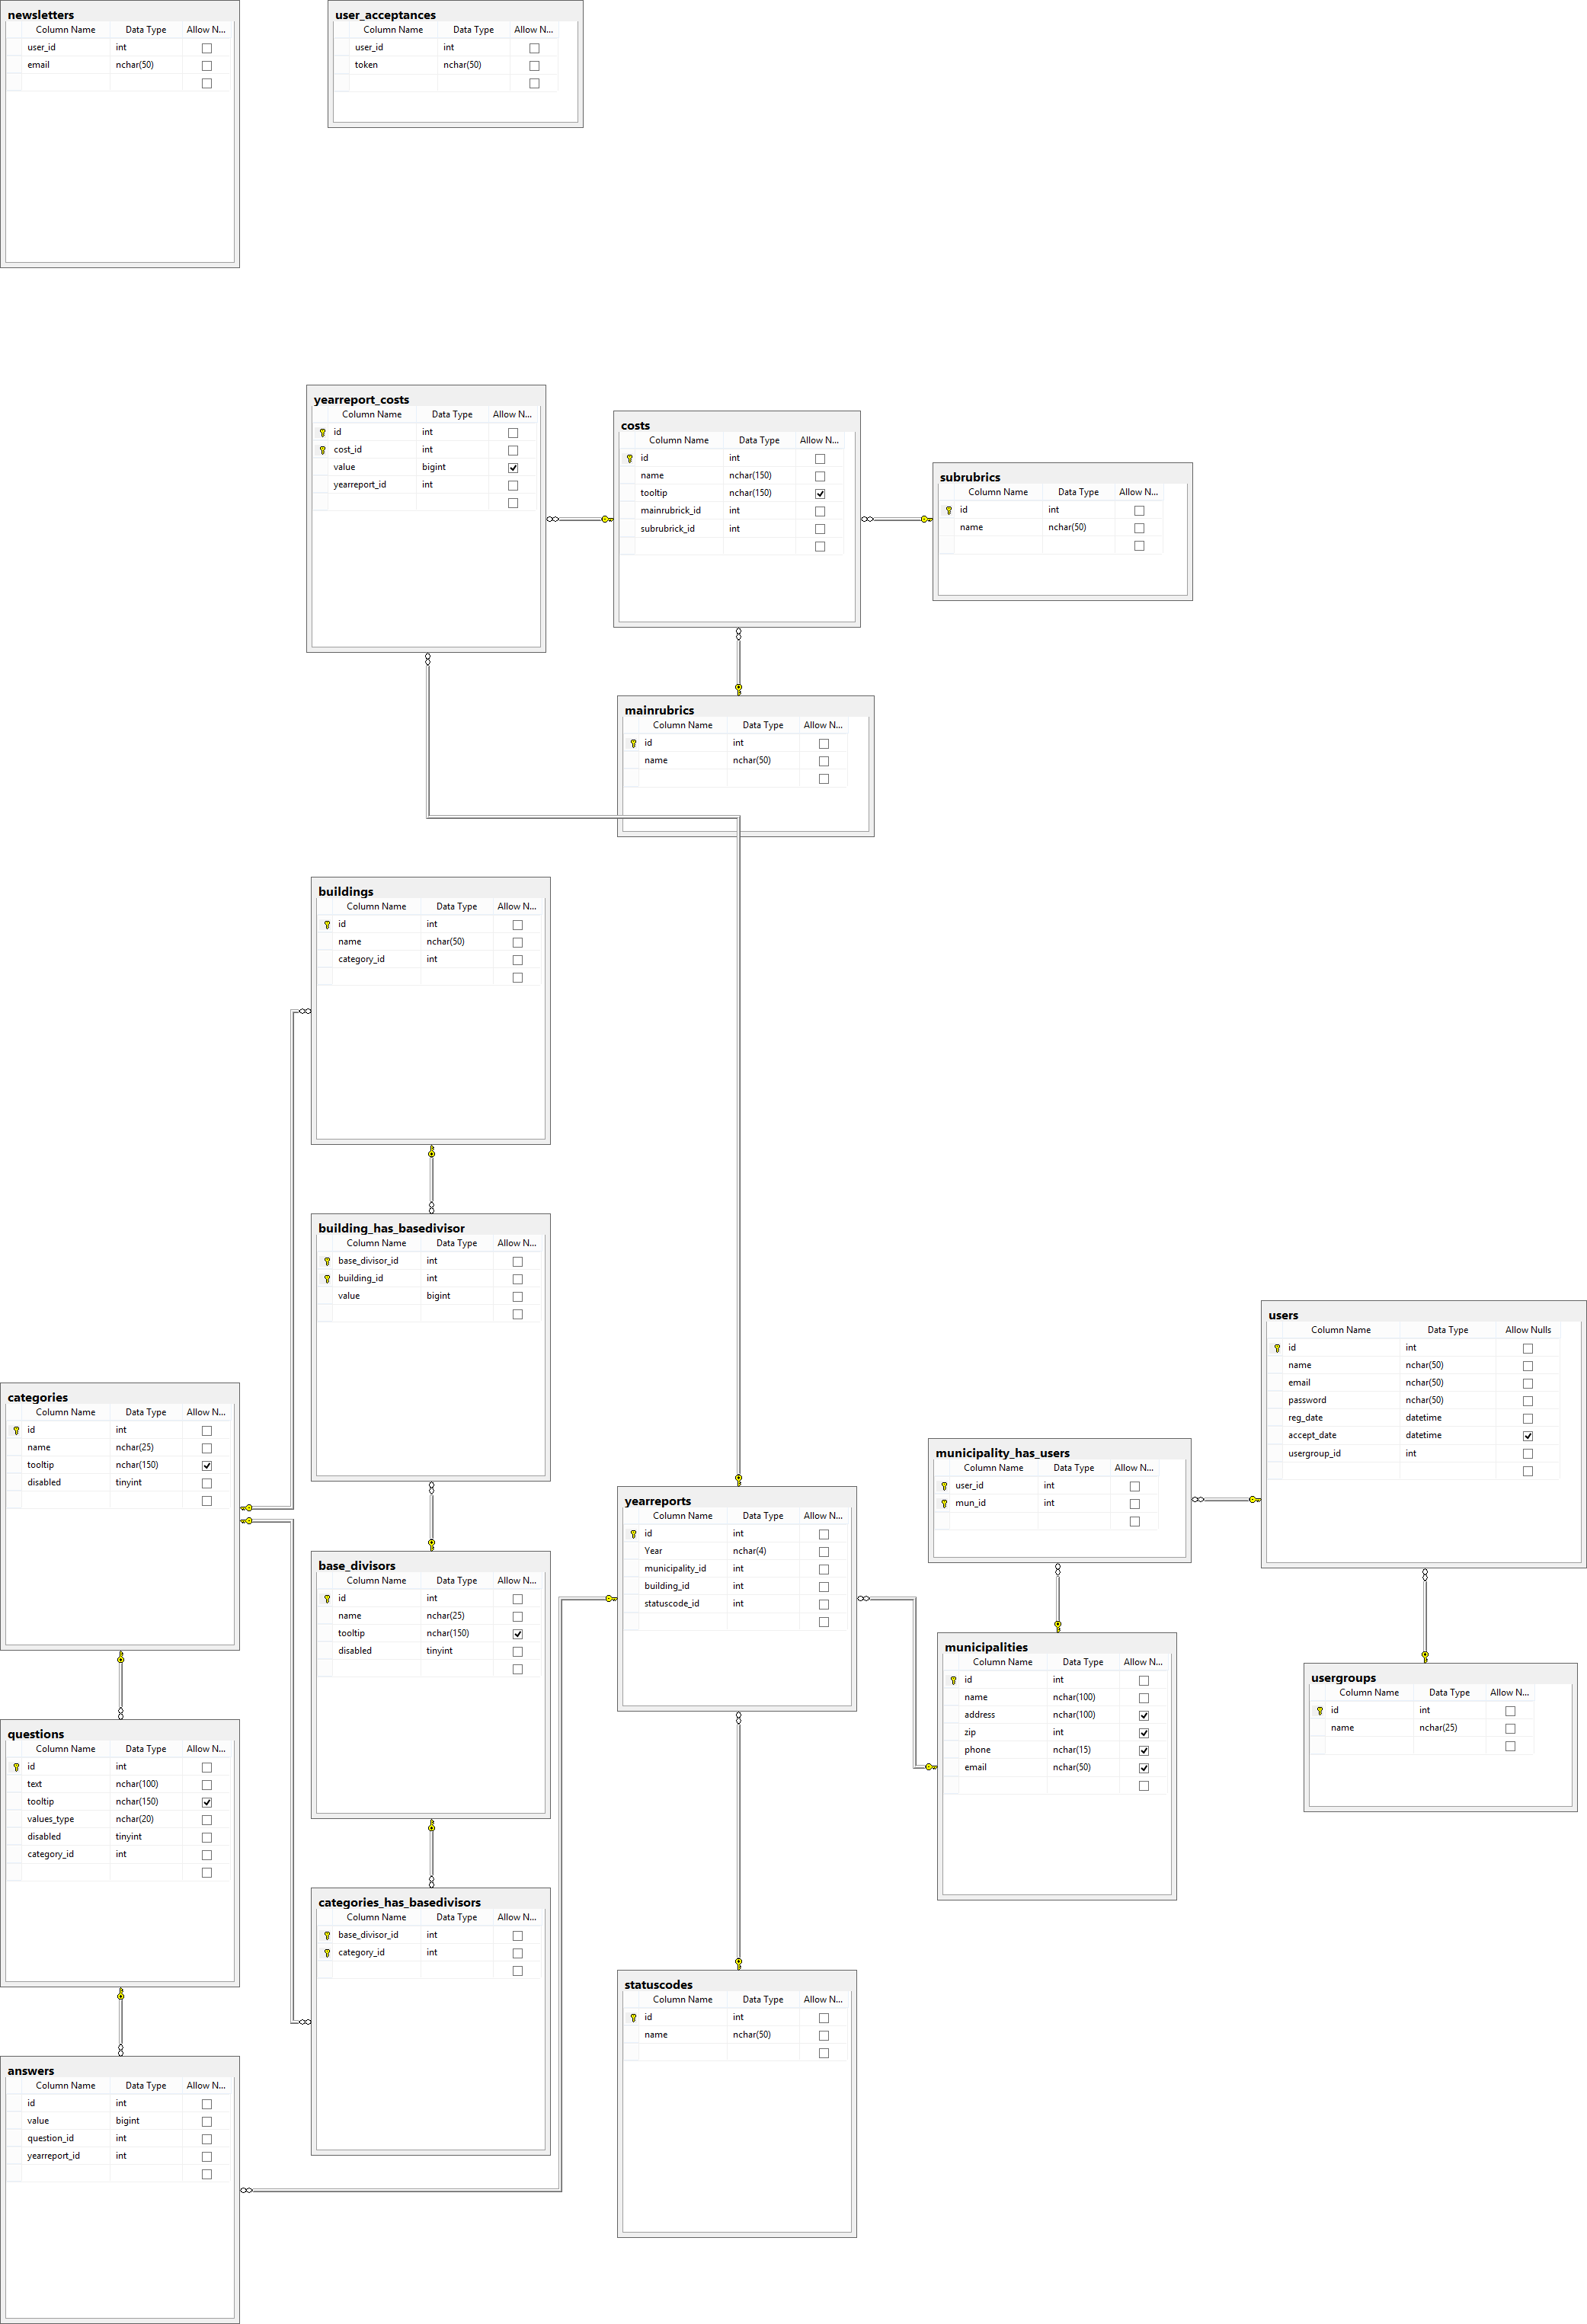 newsletters
Column Name Data Type Allow N...
user_id int
email nchar(50)
user_acceptances
Column Name Data Type Allow N...
user_id int
token nchar(50)
yearreport_costs
Column Name Data Type Allow N...
id int
cost_id int
value bigint
yearreport_id int
costs
Column Name Data Type Allow N...
id int
name nchar(150)
tooltip nchar(150)
mainrubrick_id int
subrubrick_id int
subrubrics
Column Name Data Type Allow N...
id int
name nchar(50)
mainrubrics
Column Name Data Type Allow N...
id int
name nchar(50)
buildings
Column Name Data Type Allow N...
id int
name nchar(50)
category_id int
building_has_basedivisor
Column Name Data Type Allow N...
base_divisor_id int
building_id int
value bigint
categories
Column Name Data Type Allow N...
id int
name nchar(25)
tooltip nchar(150)
disabled tinyint
base_divisors
Column Name Data Type Allow N...
id int
name nchar(25)
tooltip nchar(150)
disabled tinyint
yearreports
Column Name Data Type Allow N...
id int
Year nchar(4)
municipality_id int
building_id int
statuscode_id int
municipality_has_users
Column Name Data Type Allow N...
user_id int
mun_id int
users
Column Name Data Type Allow Nulls
id int
name nchar(50)
email nchar(50)
password nchar(50)
reg_date datetime
accept_date datetime
usergroup_id int
municipalities
Column Name Data Type Allow N...
id int
name nchar(100)
address nchar(100)
zip int
phone nchar(15)
email nchar(50)
usergroups
Column Name Data Type Allow N...
id int
name nchar(25)
questions
Column Name Data Type Allow N...
id int
text nchar(100)
tooltip nchar(150)
values_type nchar(20)
disabled tinyint
category_id int
categories_has_basedivisors
Column Name Data Type Allow N...
base_divisor_id int
category_id int
statuscodes
Column Name Data Type Allow N...
id int
name nchar(50)
answers
Column Name Data Type Allow N...
id int
value bigint
question_id int
yearreport_id int